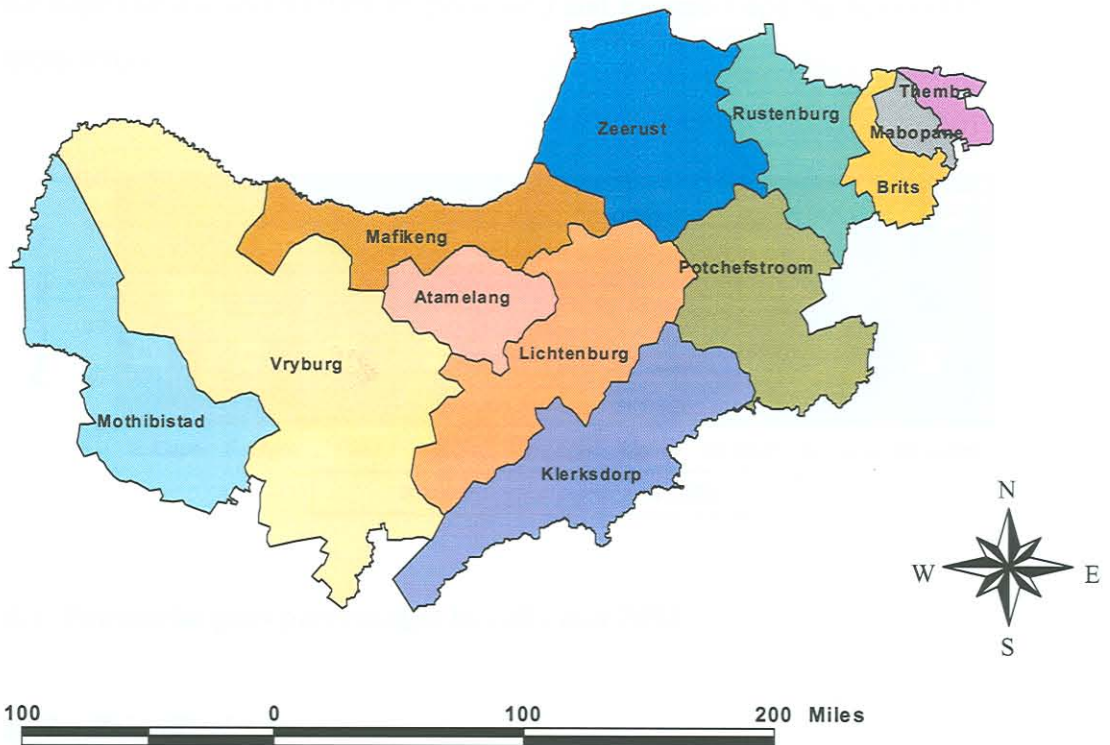 Themba
Zeerust
Rustenburg
Mabopane
Brits
Mafikeng
Potchefstroom
Atamelang
Lichtenburg
Vryburg
Mothibistad
Klerksdorp
N
W
E
S
100 0 100 200 Miles